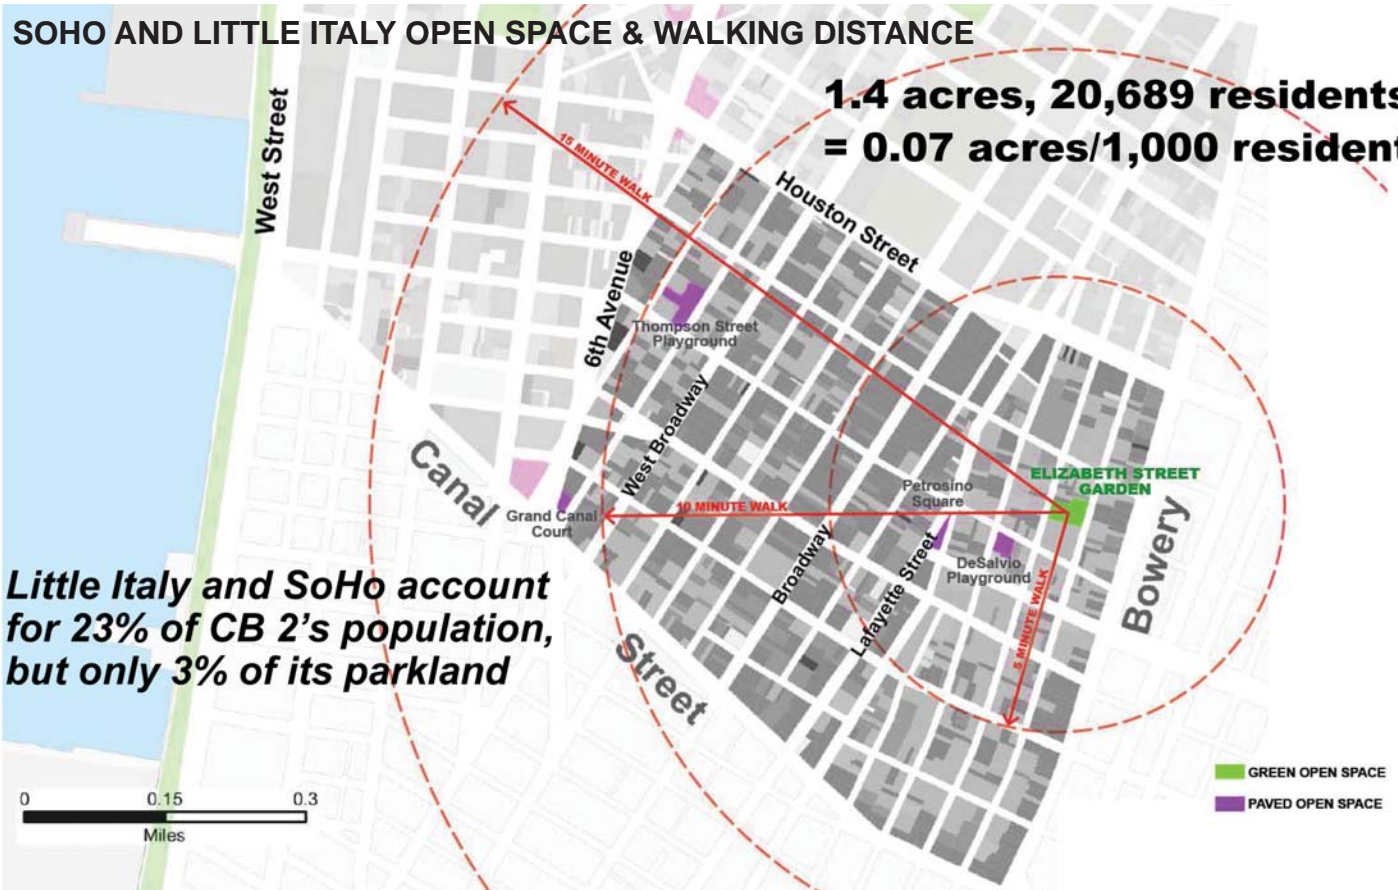 SOHO AND LITTLE ITALY OPEN SPACE & WALKING DISTANCE
1.4 acres, 20,689 residents
= 0.07 acres/1,000 resident
West Street
15 MINUTE WALK
Houston Street
6th Avenue
Thompson Street
Playground
West Broadway
Canal
Street
Grand Canal
Court
10 MINUTE WALK
Petrosino
Square
ELIZABETH STREET
GARDEN
Broadway
Lafayette Street
DeSalvio
Playground
5 MINUTE WALK
Bowery
Little Italy and SoHo account
for 23% of CB 2’s population,
but only 3% of its parkland
0 0.15 0.3
Miles
GREEN OPEN SPACE
PAVED OPEN SPACE